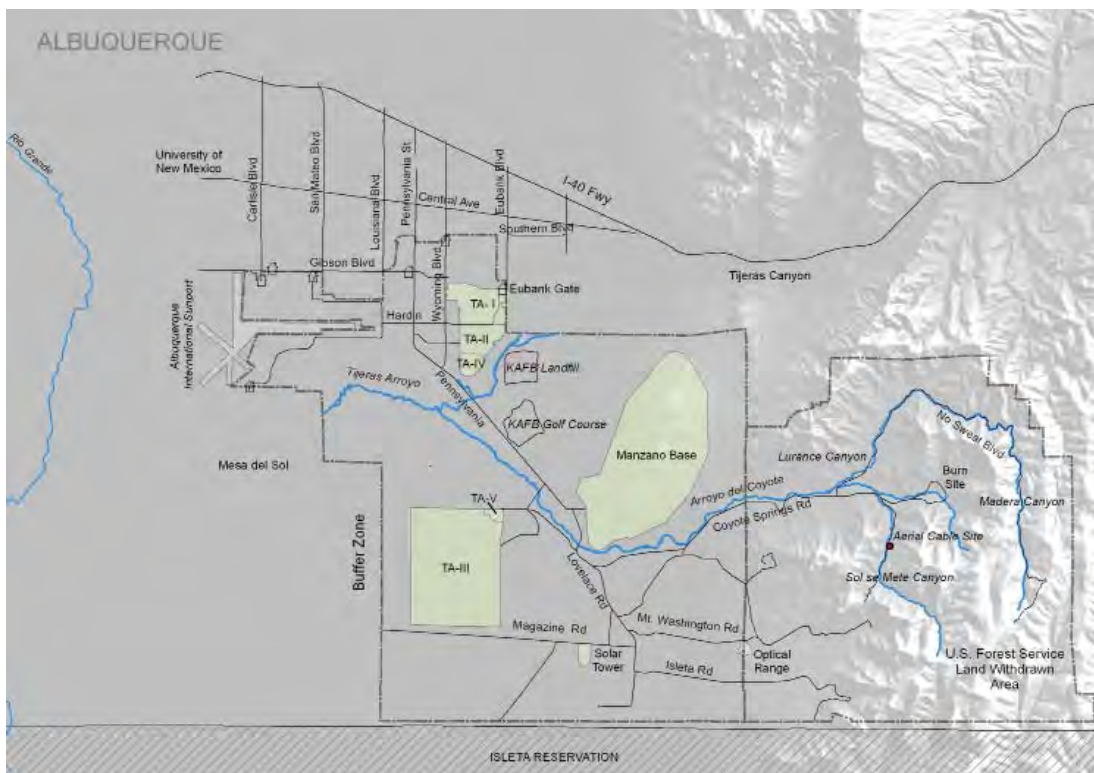 ALBUQUERQUE
Rio Grande
University of
New Mexico
Carlisle Blvd
San Mateo Blvd
Louisianal Blvd
Pennsylvania St
Central Ave
Eubank Blvd
I-40 Fwy
Southern Blvd
Gibson Blvd
Wyoming Blvd
Tijeras Canyon
Eubank Gate
Albuquerque
International Sunport
TA- I
Hardin
TA-II
TA-IV
KAFB Landfill
Tijeras Arroyo
Pennsylvania
KAFB Golf Course
No Sweat Blvd
Mesa del Sol
Manzano Base
Lurance Canyon
Burn
Site
Arroyo del Coyote
Madera Canyon
TA-V
Coyote Springs Rd
Aerial Cable Site
Buffer Zone
TA-III
Lovelace Rd
Sol se Mete Canyon
Magazine Rd
Mt. Washington Rd
Solar
Tower
Isleta Rd
Optical
Range
U.S. Forest Service
Land Withdrawn
Area
ISLETA RESERVATION